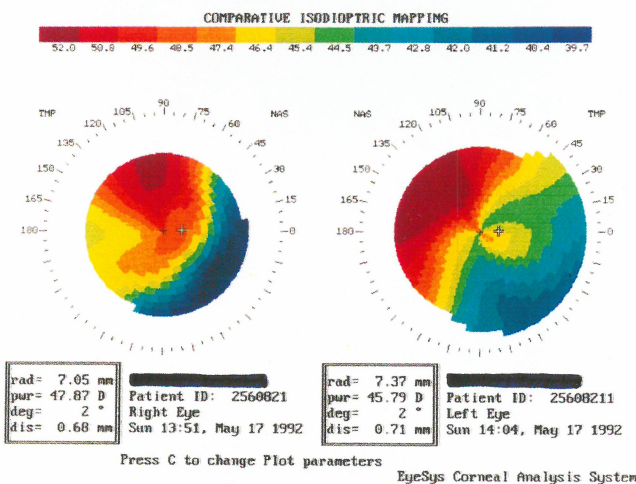 COMPARATIVE ISODIOPTRIC MAPPING
52.0 50.8 49.6 48.5 47.4 46.4 45.4 44.5 43.7 42.8 42.0 41.2 40.4 39.7
TMP 135 120 105 90 75 60 45 NAS
150 30
165 15
180 0
NAS 135 120 105 90 75 60 45 TMP
150 30
165 15
180 0
rad= 7.05 mm
pwr= 47.87 D
deg= 2 °
dis= 0.68 mm
Patient ID: 2560821
Right Eye
Sun 13:51, May 17 1992
rad= 7.37 mm
pwr= 45.79 D
deg= 2 °
dis= 0.71 mm
Patient ID: 25608211
Left Eye
Sun 14:04, May 17 1992
Press C to change Plot parameters
EyeSys Corneal Analysis System